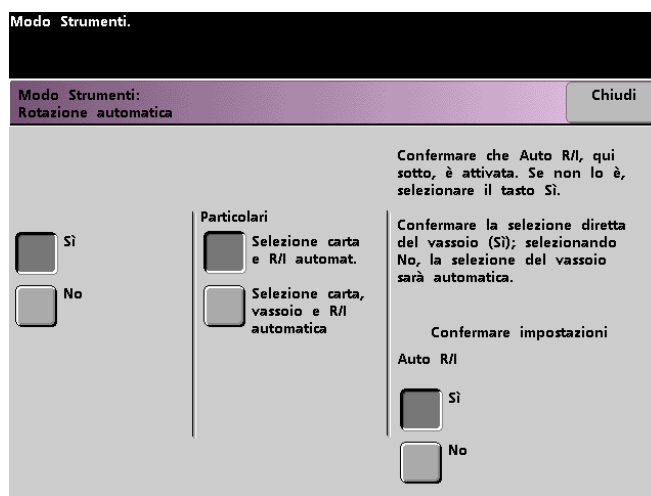 Modo Strumenti.
Modo Strumenti:
Rotazione automatica
Chiudi
Sì
No
Particolari
Selezione carta
e R/I automat.
Selezione carta,
vassoio e R/I
automatica
Confermare che Auto R/I, qui
sotto, è attivata. Se non lo è,
selezionare il tasto Sì.
Confermare la selezione diretta
del vassoio (Sì); selezionando
No, la selezione del vassoio
sarà automatica.
Confermare impostazioni
Auto R/I
Sì
No